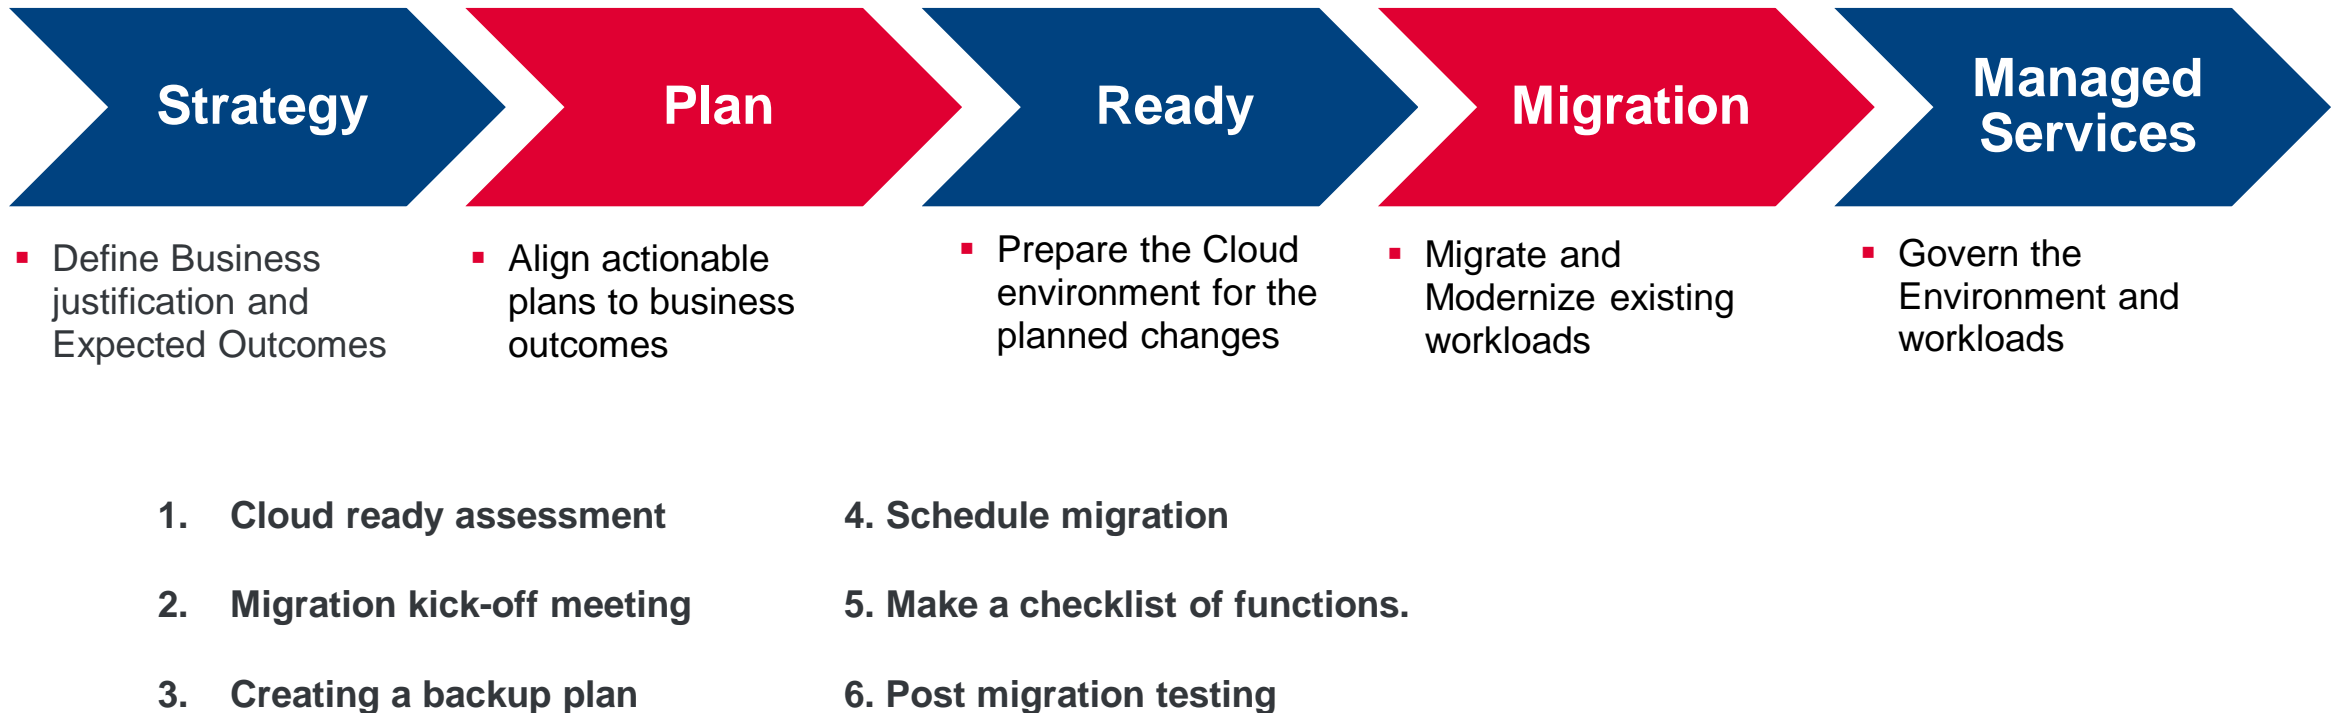 Strategy
Plan
Ready
Migration
Managed
Services
▪ Define Business
justification and
Expected Outcomes
▪ Align actionable
plans to business
outcomes
▪ Prepare the Cloud
environment for the
planned changes
▪ Migrate and
Modernize existing
workloads
▪ Govern the
Environment and
workloads
1. Cloud ready assessment
2. Migration kick-off meeting
3. Creating a backup plan
4. Schedule migration
5. Make a checklist of functions.
6. Post migration testing